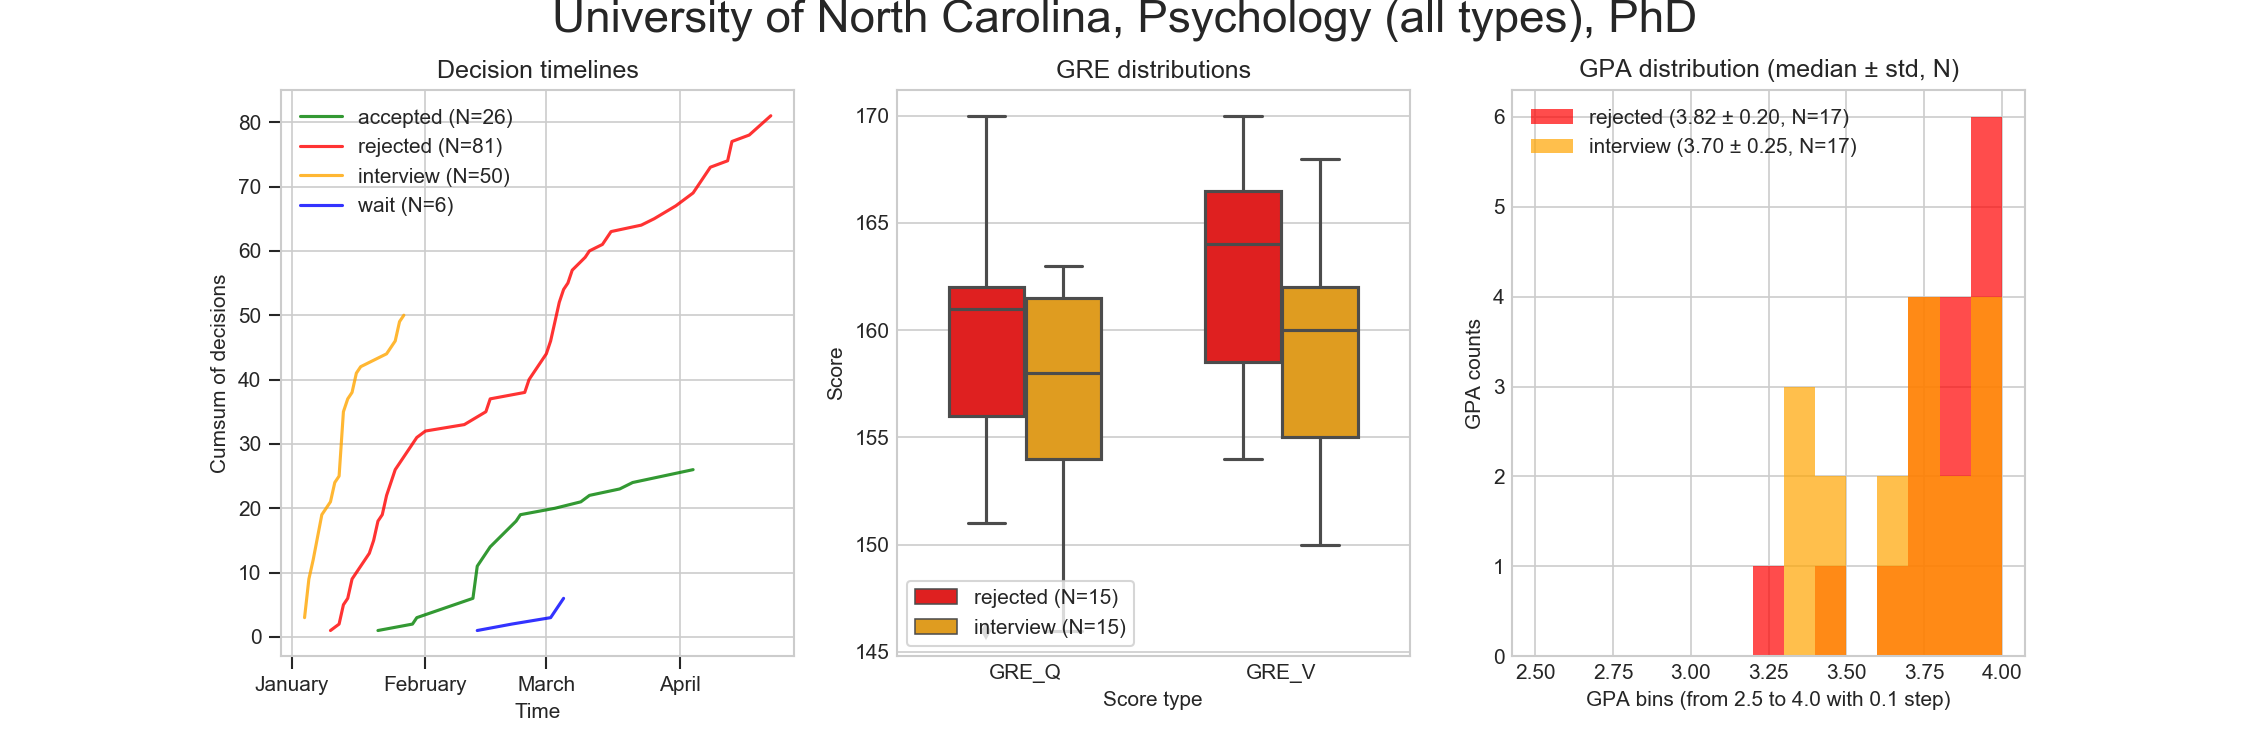 University of North Carolina, Psychology (all types), PhD
Decision timelines
accepted (N=26)
rejected (N=81)
interview (N=50)
wait (N=6)
80
70
60
50
40
30
20
10
0
Cumsum of decisions
January February March April
Time
GRE distributions
170
165
160
155
150
145
Score
rejected (N=15)
interview (N=15)
GRE_Q GRE_V
Score type
GPA distribution (median ± std, N)
rejected (3.82 ± 0.20, N=17)
interview (3.70 ± 0.25, N=17)
6
5
4
3
2
1
0
GPA counts
2.50 2.75 3.00 3.25 3.50 3.75 4.00
GPA bins (from 2.5 to 4.0 with 0.1 step)